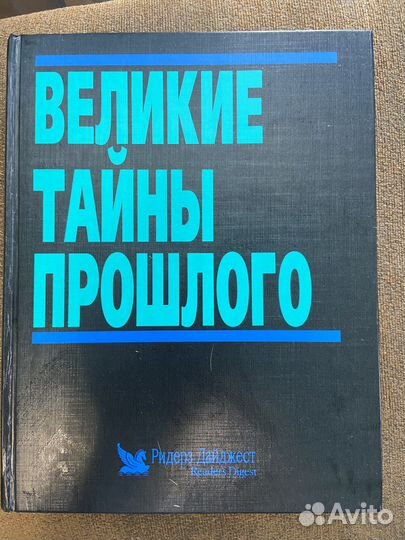 ВЕЛИКИЕ
ТАЙНЫ
ПРОШЛОГО
Ридерз Дайджест
Reader's Digest
Avito